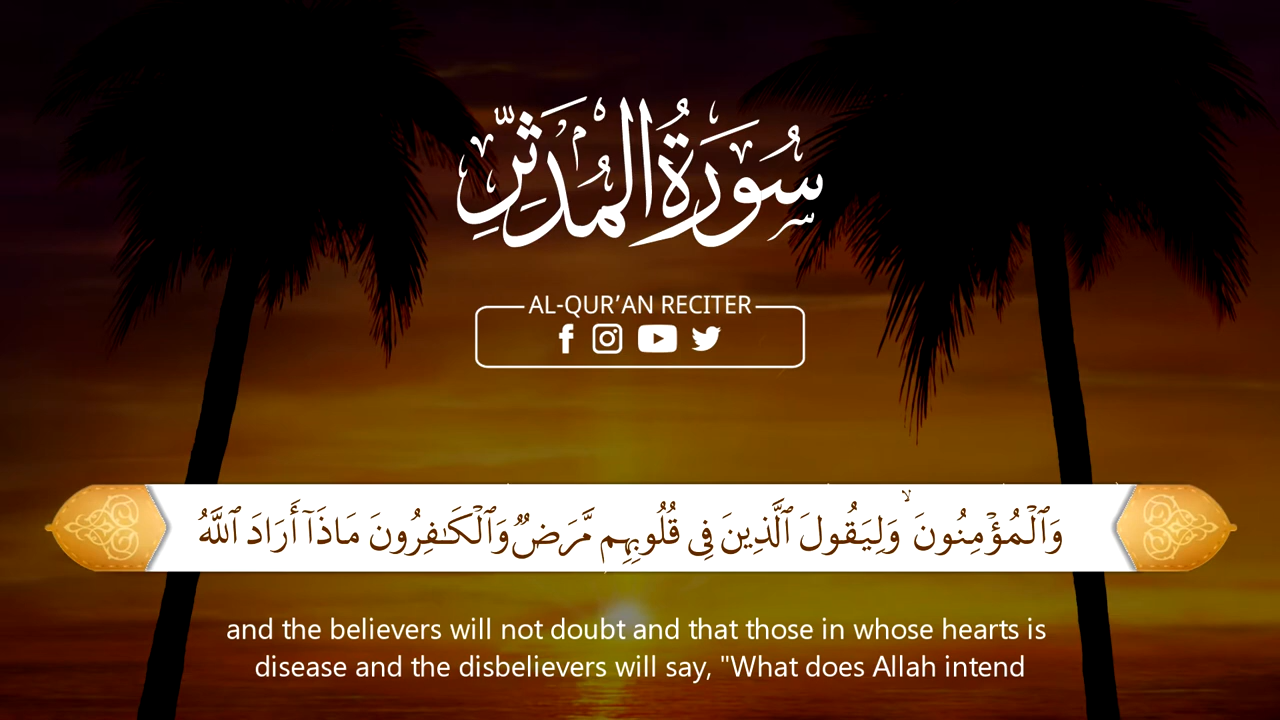 سُورَةُ الْمُدَّثِّرِ
AL-QUR’AN RECITER
وَٱلْمُؤْمِنُونَ ۙ وَلِيَقُولَ ٱلَّذِينَ فِى قُلُوبِهِم مَّرَضٌ وَٱلْكَـٰفِرُونَ مَاذَآ أَرَادَ ٱللَّهُ
and the believers will not doubt and that those in whose hearts is
disease and the disbelievers will say, "What does Allah intend